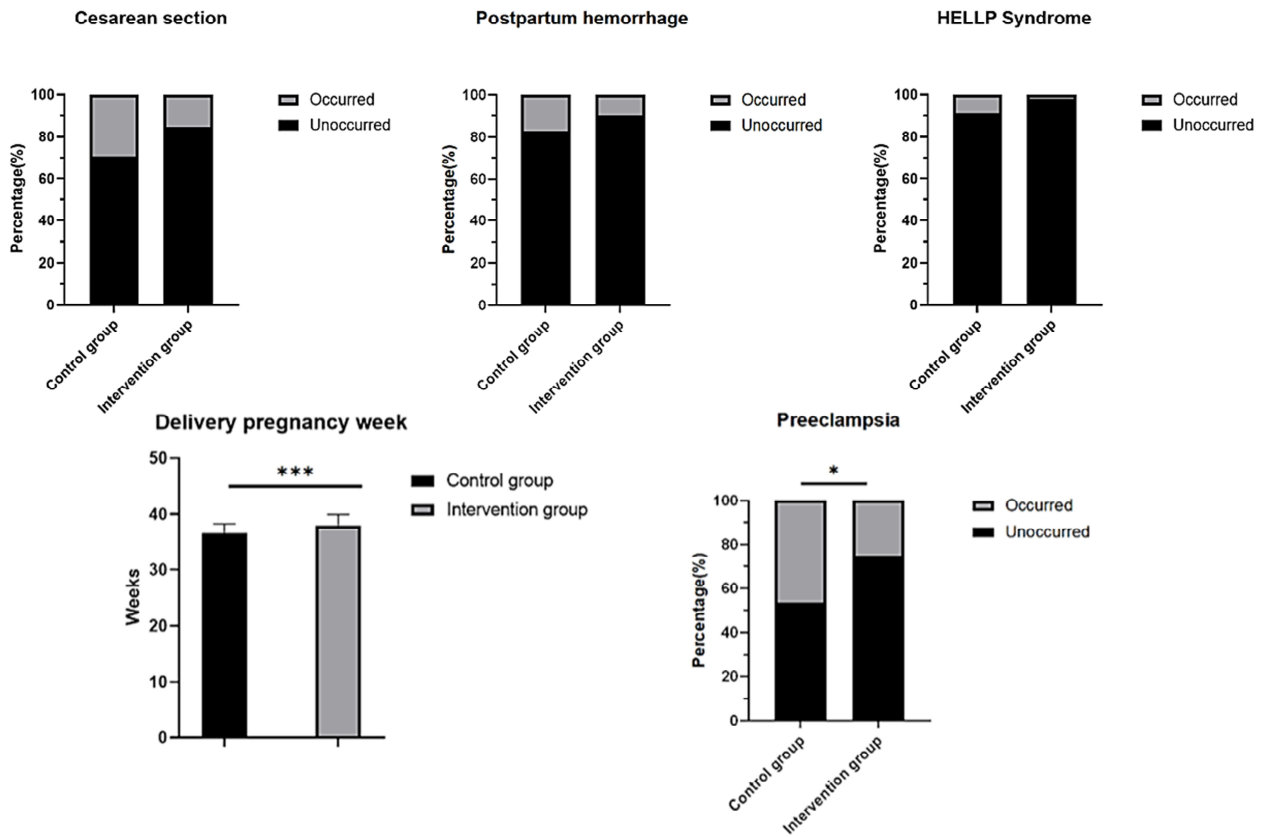 Cesarean section
Postpartum hemorrhage
HELLP Syndrome
Percentage(%)
100
80
60
40
20
0
Control group
Intervention group
Occurred
Unoccurred
Percentage(%)
100
80
60
40
20
0
Control group
Intervention group
Occurred
Unoccurred
Percentage(%)
100
80
60
40
20
0
Control group
Intervention group
Occurred
Unoccurred
Delivery pregnancy week
Weeks
50
40
30
20
10
0
***
Control group
Intervention group
Preeclampsia
Percentage(%)
100
80
60
40
20
0
*
Control group
Intervention group
Occurred
Unoccurred